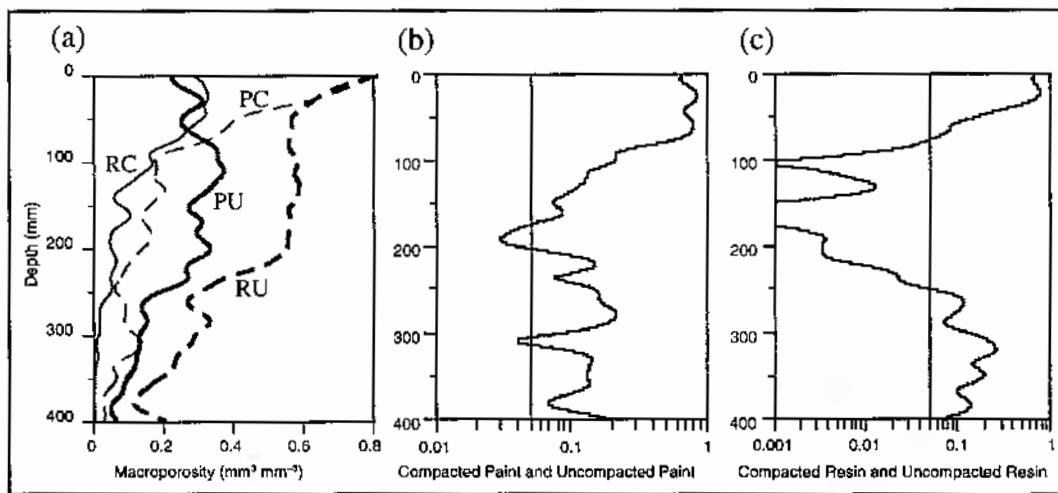 (a)
0
100
200
300
400
Depth (mm)
RC
PC
PU
RU
0
0.2
0.4
0.6
0.8
Macroporosity (mm³ mm⁻³)
(b)
0
100
200
300
400
0.01
0.1
1
Compacted Paint and Uncompacted Paint
(c)
0
100
200
300
400
0.001
0.01
0.1
1
Compacted Resin and Uncompacted Resin